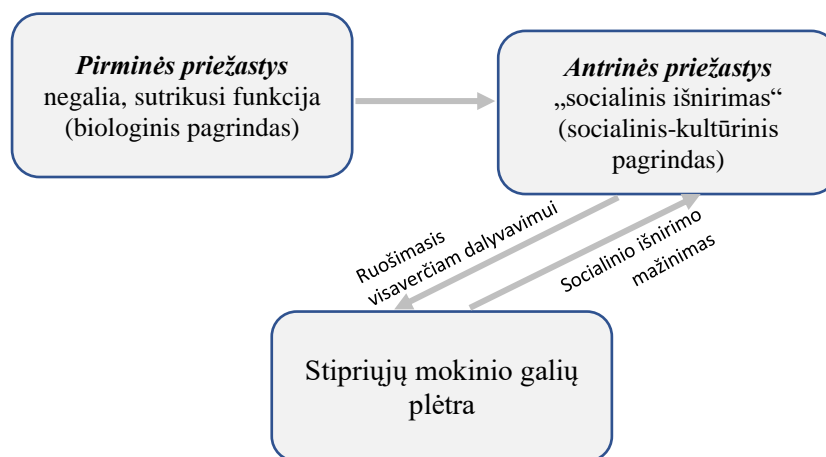 Pirminės priežastys
negalia, sutrikusi funkcija
(biologinis pagrindas)
Antrinės priežastys
„socialinis išnirimas“
(socialinis-kultūrinis
pagrindas)
Ruošimasis
visaverčiam dalyvavimui
Socialinio išnirimo
mažinimas
Stipriųjų mokinio galių
plėtra